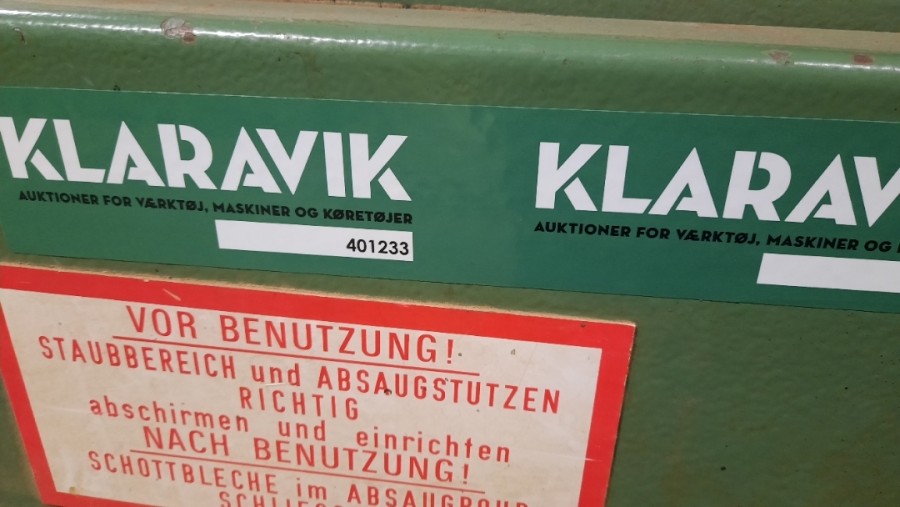 KLARAVIK
AUKTIONER FOR VÆRKTØJ, MASKINER OG KØRETØJER
401233
KLARAV
AUKTIONER FOR VÆRKTØJ, MASKINER OG
VOR BENUTZUNG!
STAUBBEREICH und ABSAUGSTUTZEN
RICHTIG
abschirmen und einrichten
NACH BENUTZUNG!
SCHOTTBLECHE im